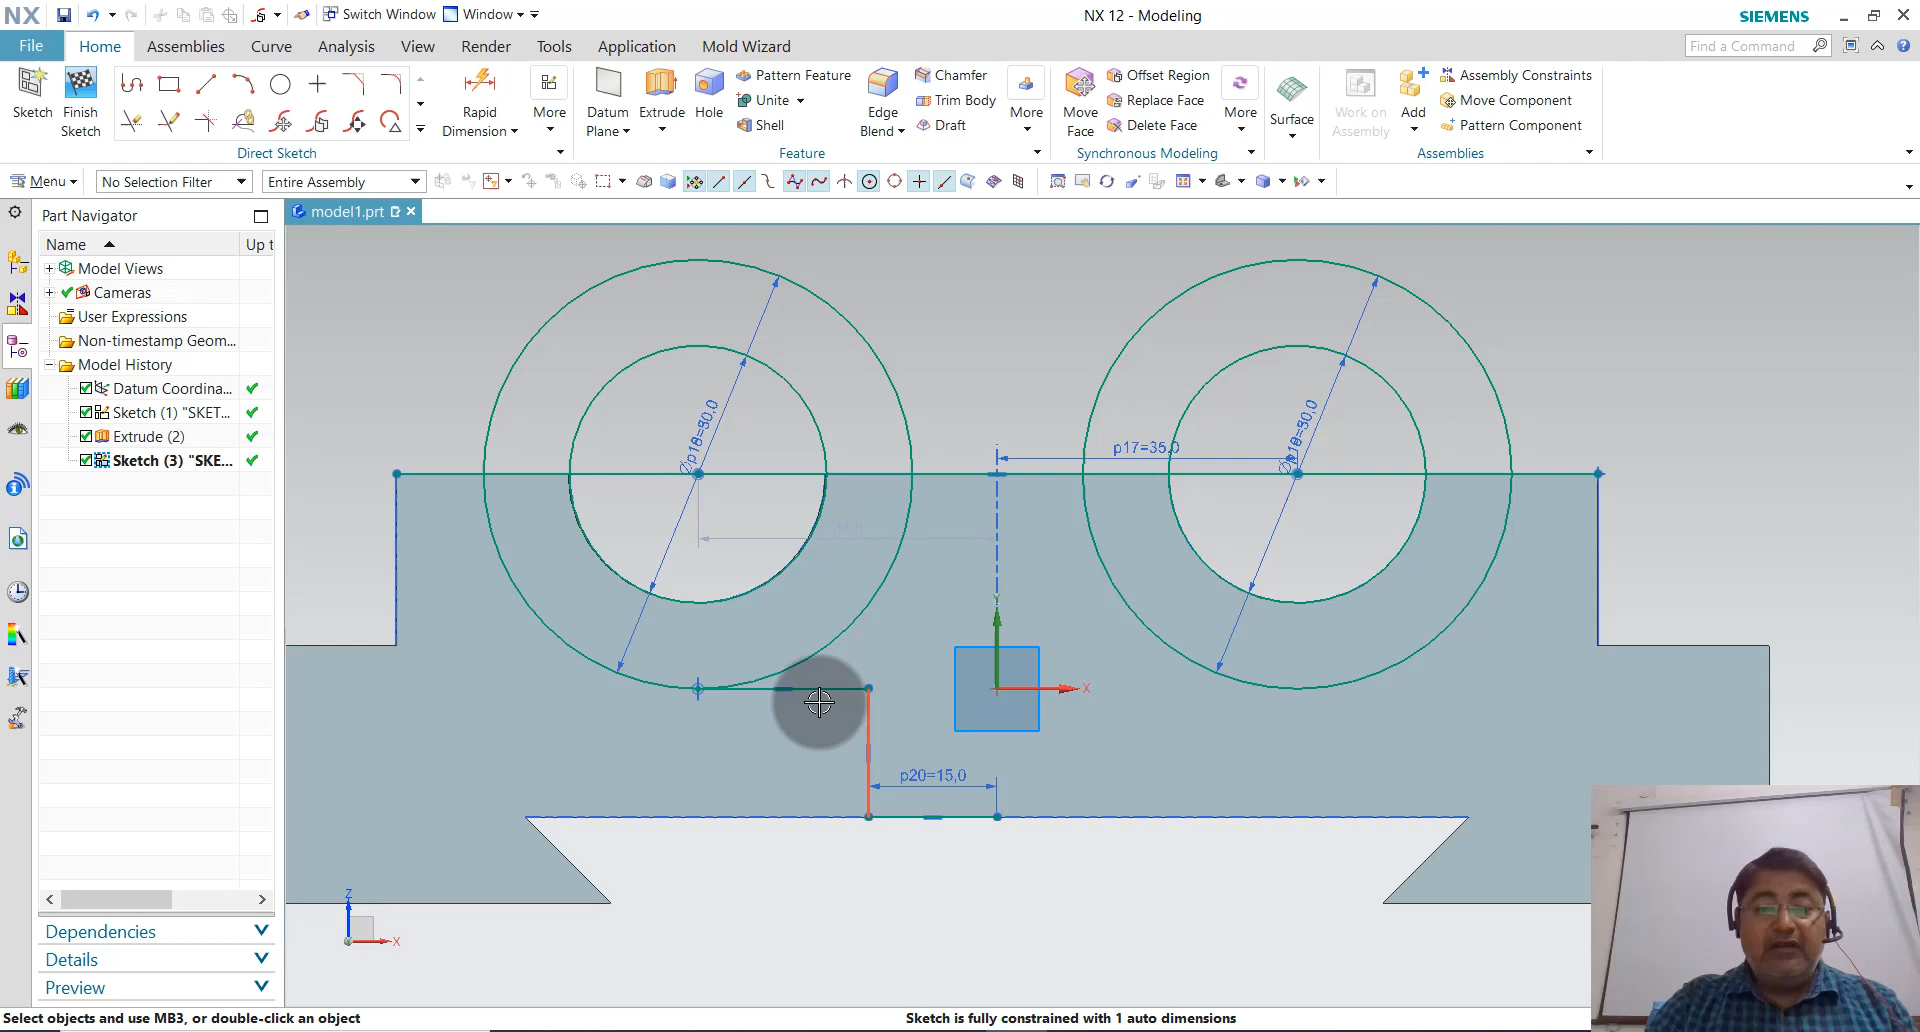 NX
Switch Window
Window
NX 12 - Modeling
SIEMENS
File
Home
Assemblies
Curve
Analysis
View
Render
Tools
Application
Mold Wizard
Find a Command
Sketch
Finish
Sketch
Direct Sketch
Rapid
Dimension
More
Datum
Plane
Extrude
Hole
Pattern Feature
Unite
Shell
Edge
Blend
Chamfer
Trim Body
Draft
More
Feature
Move
Face
Offset Region
Replace Face
Delete Face
More
Synchronous Modeling
Surface
Work on
Assembly
Add
Assembly Constraints
Move Component
Pattern Component
Assemblies
Menu
No Selection Filter
Entire Assembly
Part Navigator
model1.prt
Name
Up t
Model Views
Cameras
User Expressions
Non-timestamp Geom...
Model History
Datum Coordina...
Sketch (1) "SKET...
Extrude (2)
Sketch (3) "SKE...
p17=35,0
p20=15,0
Y
X
Z
X
Dependencies
Details
Preview
Select objects and use MB3, or double-click an object
Sketch is fully constrained with 1 auto dimensions